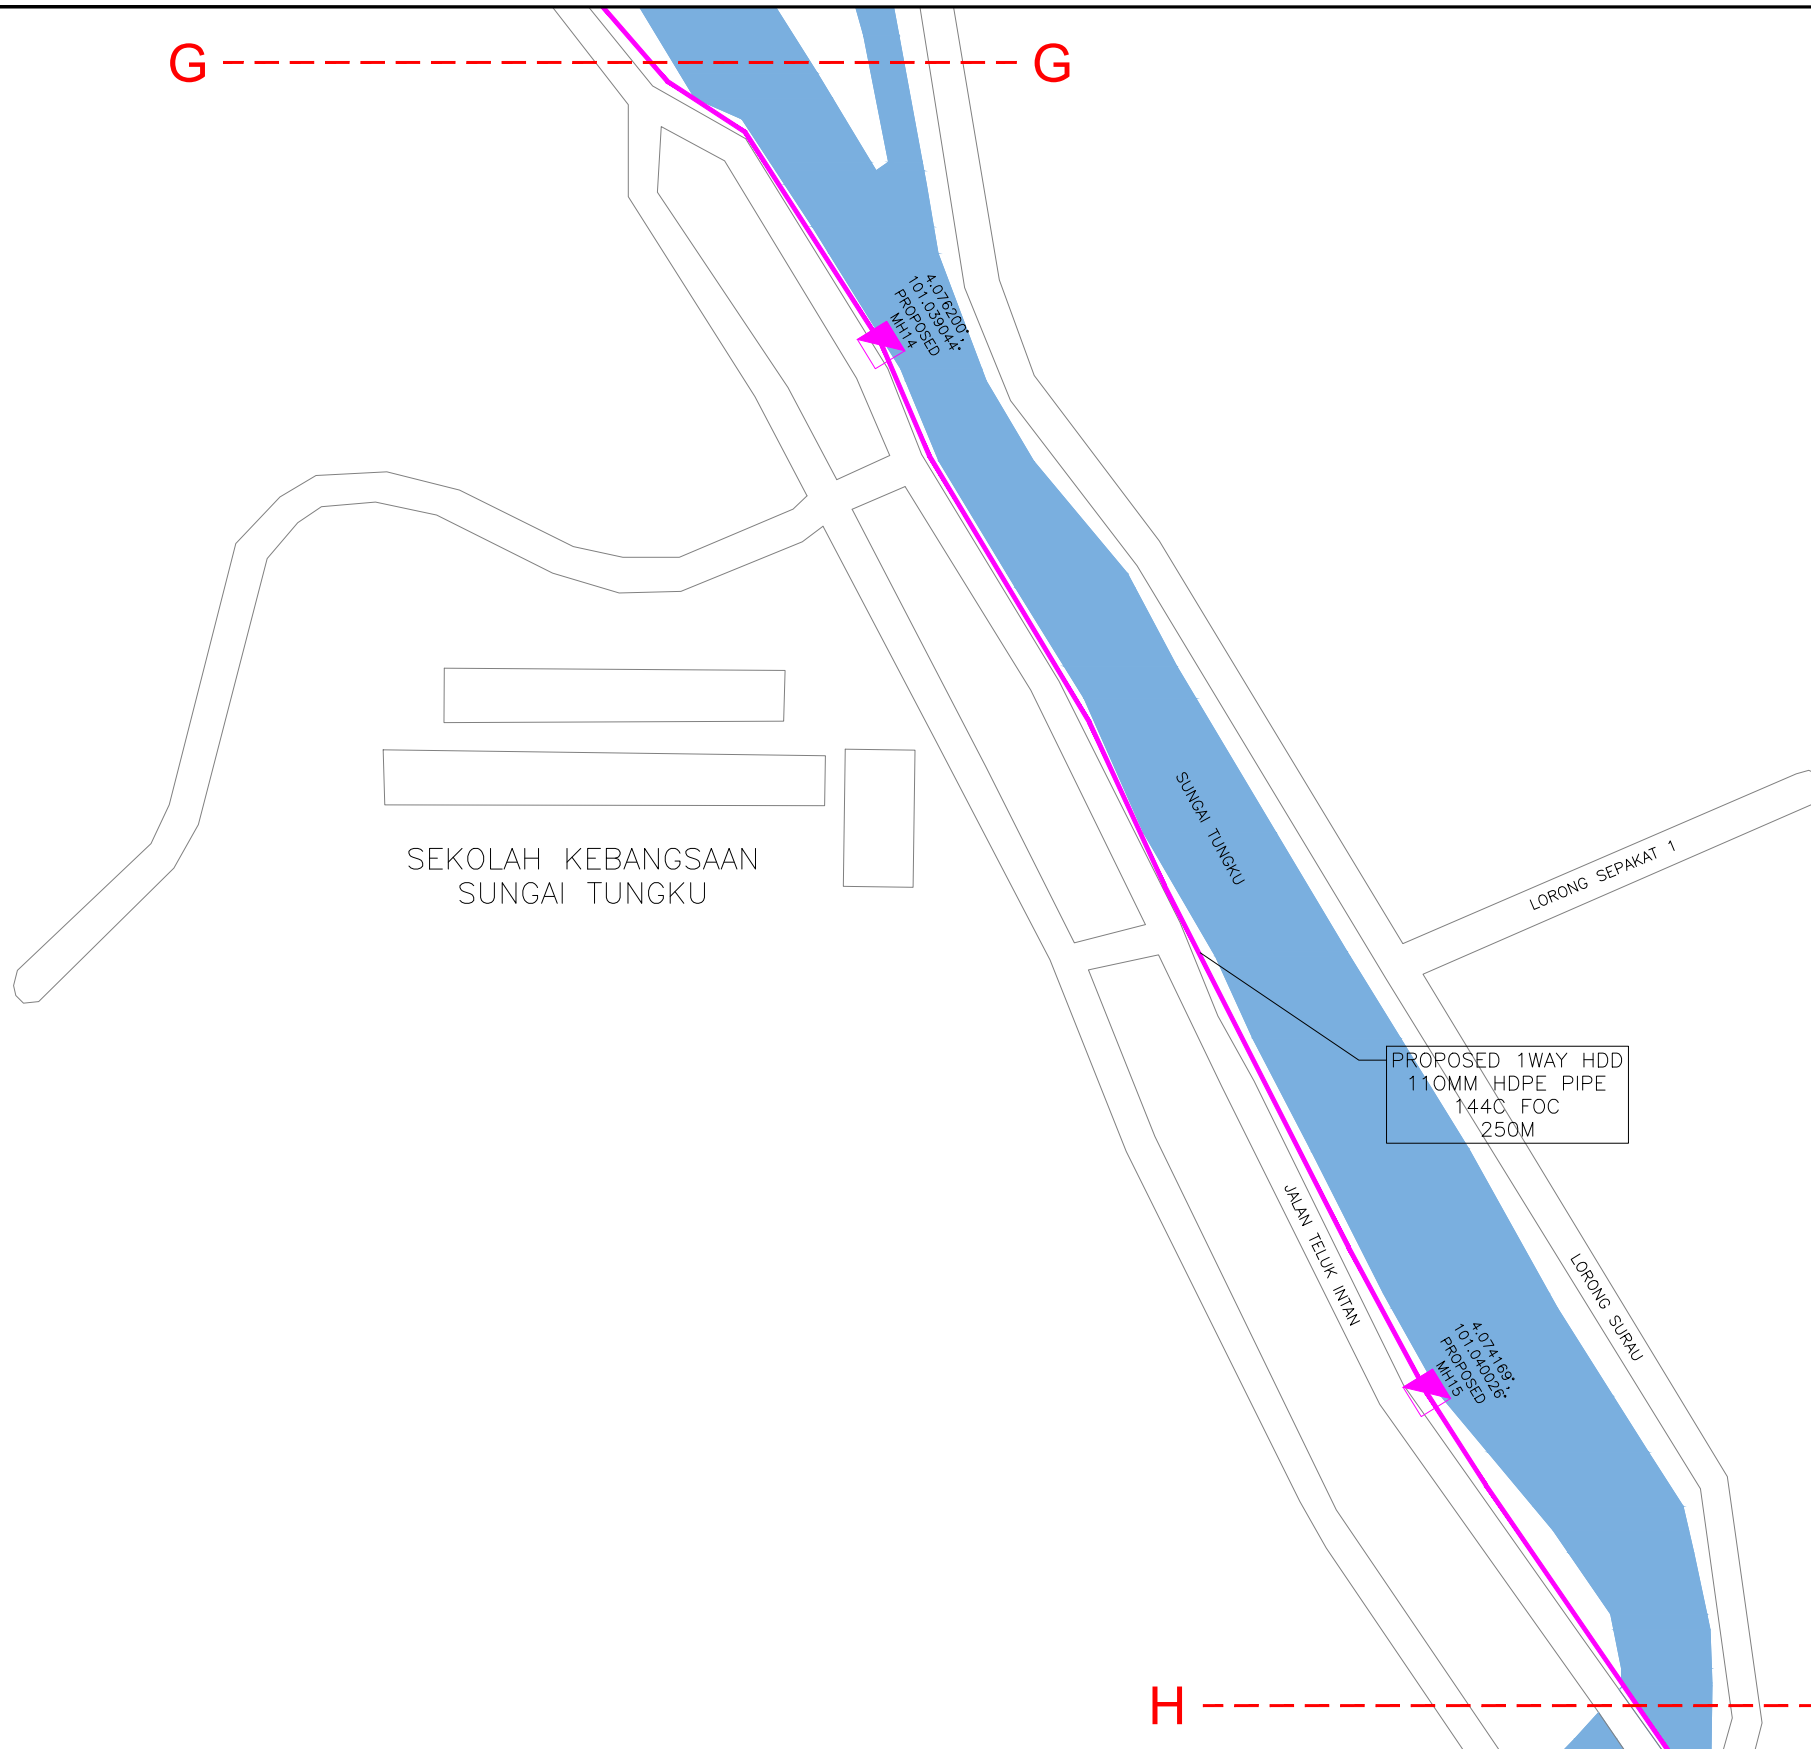 G
G
4.076200°,
101.039044°
PROPOSED
MH14
SUNGAI TUNGKU
LORONG SEPAKAT 1
SEKOLAH KEBANGSAAN
SUNGAI TUNGKU
PROPOSED 1WAY HDD
110MM HDPE PIPE
144C FOC
250M
JALAN TELUK INTAN
LORONG SURAU
4.074169°,
101.040026°
PROPOSED
MH15
H